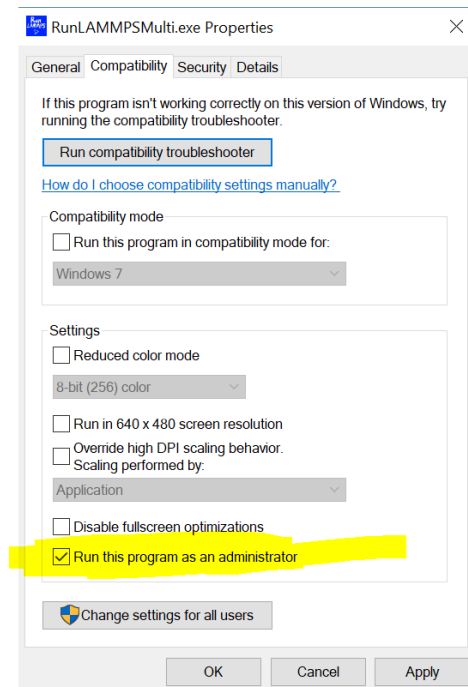 Run LAMMPS
RunLAMMPSMulti.exe Properties
General Compatibility Security Details
If this program isn't working correctly on this version of Windows, try
running the compatibility troubleshooter.
Run compatibility troubleshooter
How do I choose compatibility settings manually?
Compatibility mode
Run this program in compatibility mode for:
Windows 7
Settings
Reduced color mode
8-bit (256) color
Run in 640 x 480 screen resolution
Override high DPI scaling behavior.
Scaling performed by:
Application
Disable fullscreen optimizations
Run this program as an administrator
Change settings for all users
OK Cancel Apply